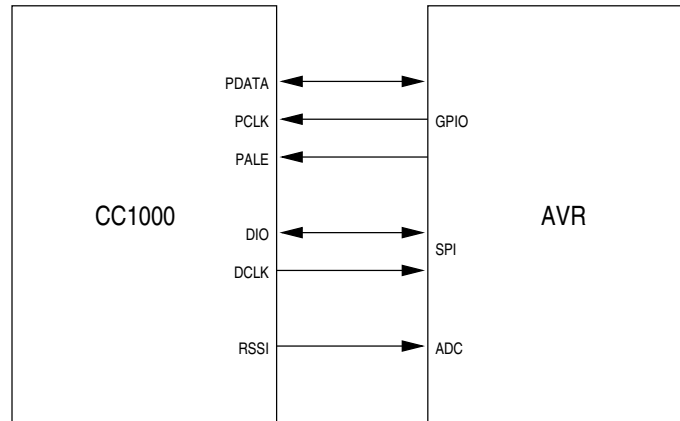 PDATA
PCLK GPIO
PALE
CC1000 AVR
DIO
SPI
DCLK
RSSI ADC